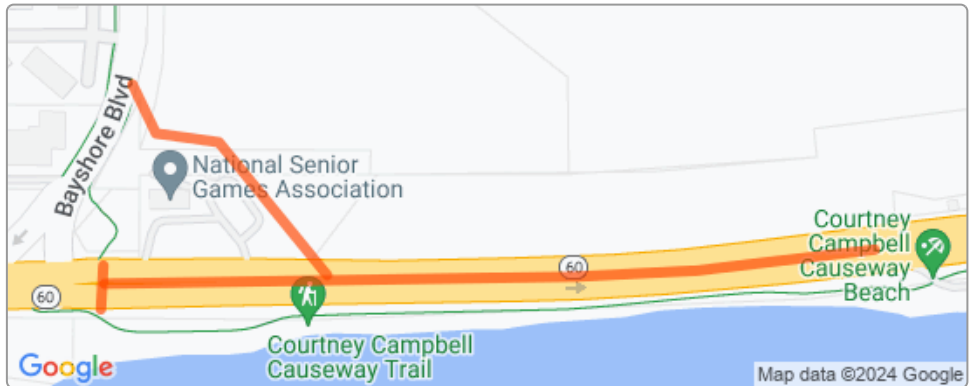 Bayshore Blvd
National Senior
Games Association
Courtney
Campbell
Causeway
Beach
60
60
Courtney Campbell
Causeway Trail
Google
Map data ©2024 Google